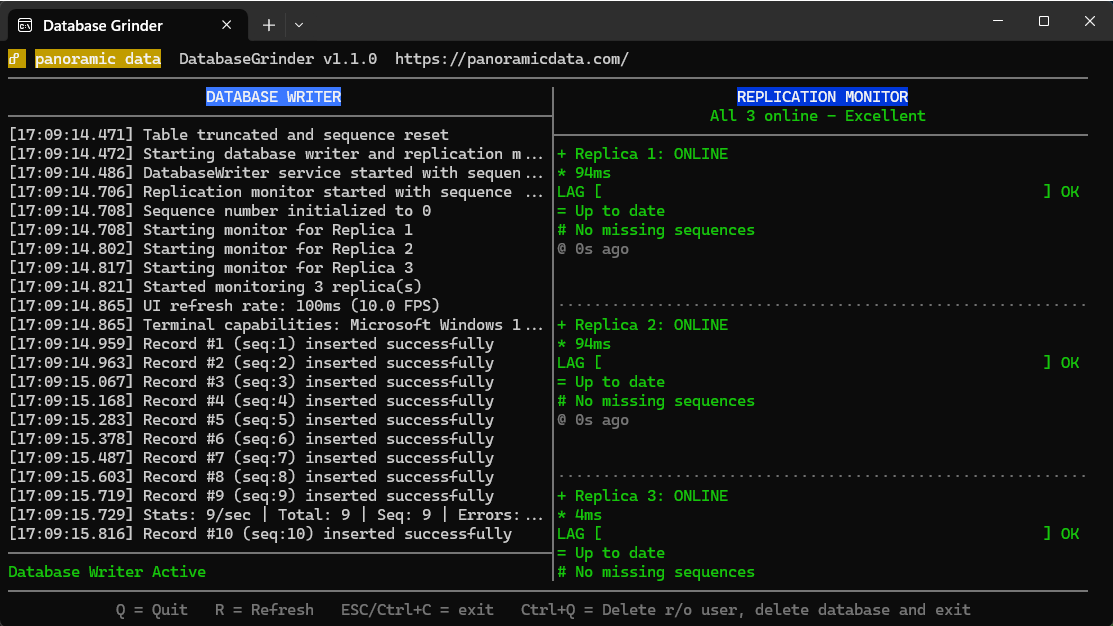 Database Grinder
panoramic data DatabaseGrinder v1.1.0 https://panoramicdata.com/
DATABASE WRITER
[17:09:14.471] Table truncated and sequence reset
[17:09:14.472] Starting database writer and replication m...
[17:09:14.486] DatabaseWriter service started with sequen...
[17:09:14.706] Replication monitor started with sequence ...
[17:09:14.708] Sequence number initialized to 0
[17:09:14.708] Starting monitor for Replica 1
[17:09:14.802] Starting monitor for Replica 2
[17:09:14.817] Starting monitor for Replica 3
[17:09:14.821] Started monitoring 3 replica(s)
[17:09:14.865] UI refresh rate: 100ms (10.0 FPS)
[17:09:14.865] Terminal capabilities: Microsoft Windows 1...
[17:09:14.959] Record #1 (seq:1) inserted successfully
[17:09:14.963] Record #2 (seq:2) inserted successfully
[17:09:15.067] Record #3 (seq:3) inserted successfully
[17:09:15.168] Record #4 (seq:4) inserted successfully
[17:09:15.283] Record #5 (seq:5) inserted successfully
[17:09:15.378] Record #6 (seq:6) inserted successfully
[17:09:15.487] Record #7 (seq:7) inserted successfully
[17:09:15.603] Record #8 (seq:8) inserted successfully
[17:09:15.719] Record #9 (seq:9) inserted successfully
[17:09:15.729] Stats: 9/sec | Total: 9 | Seq: 9 | Errors:...
[17:09:15.816] Record #10 (seq:10) inserted successfully
Database Writer Active
REPLICATION MONITOR
All 3 online - Excellent
+ Replica 1: ONLINE
* 94ms
LAG [ ] OK
= Up to date
# No missing sequences
@ 0s ago
+ Replica 2: ONLINE
* 94ms
LAG [ ] OK
= Up to date
# No missing sequences
@ 0s ago
+ Replica 3: ONLINE
* 4ms
LAG [ ] OK
= Up to date
# No missing sequences
Q = Quit R = Refresh ESC/Ctrl+C = exit Ctrl+Q = Delete r/o user, delete database and exit